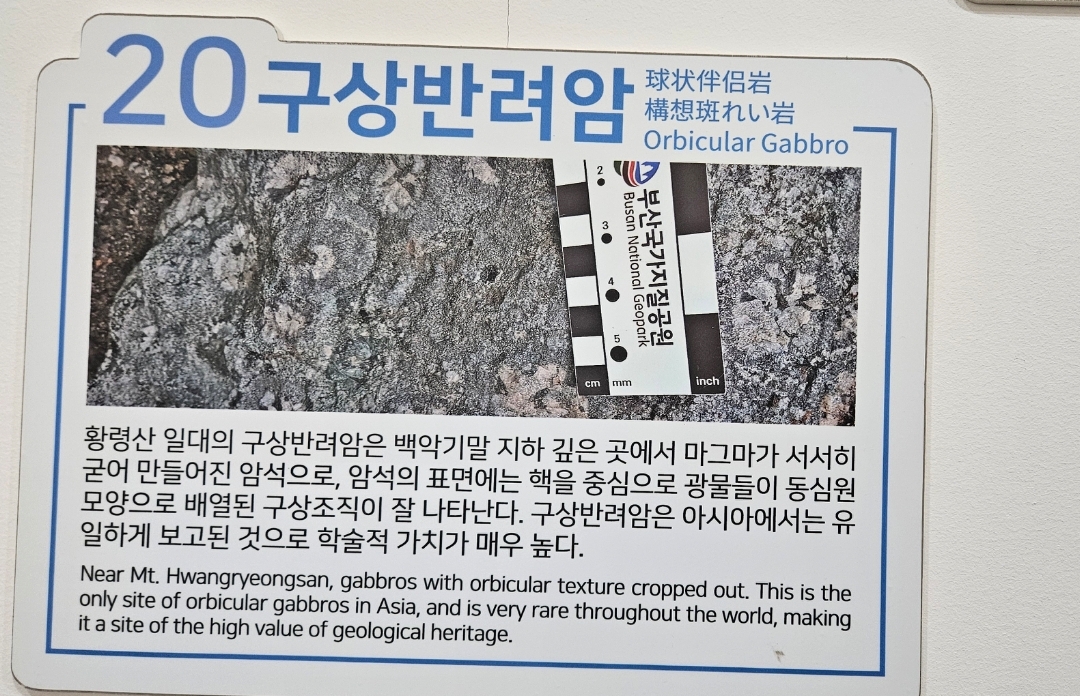 20 구상반려암
球状伴侣岩
構想斑れい岩
Orbicular Gabbro
2
3
4
5
부산국가지질공원
Busan National Geopark
cm mm inch
황령산 일대의 구상반려암은 백악기말 지하 깊은 곳에서 마그마가 서서히
굳어 만들어진 암석으로, 암석의 표면에는 핵을 중심으로 광물들이 동심원
모양으로 배열된 구상조직이 잘 나타난다. 구상반려암은 아시아에서는 유
일하게 보고된 것으로 학술적 가치가 매우 높다.
Near Mt. Hwangryeongsan, gabbros with orbicular texture cropped out. This is the
only site of orbicular gabbros in Asia, and is very rare throughout the world, making
it a site of the high value of geological heritage.